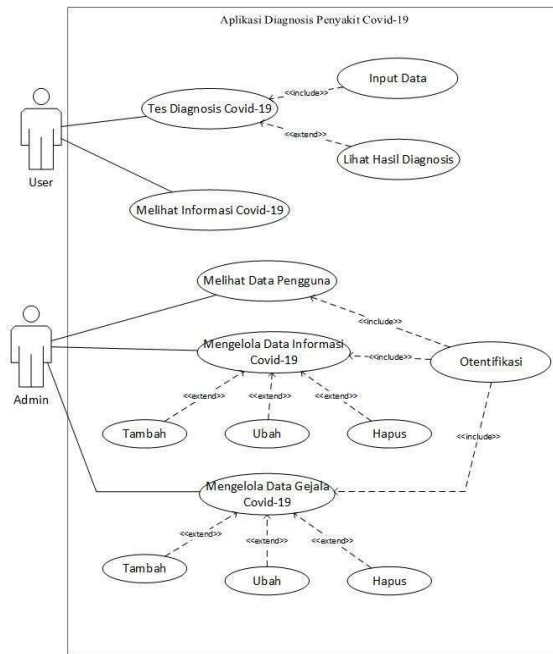 Aplikasi Diagnosis Penyakit Covid-19
Input Data
<<include>>
Tes Diagnosis Covid-19
<<extend>>
Lihat Hasil Diagnosis
User
Melihat Informasi Covid-19
Melihat Data Pengguna
<<include>>
Mengelola Data Informasi
Covid-19
<<include>>
Otentifikasi
Admin
<<extend>>
<<extend>>
<<extend>>
Tambah
Ubah
Hapus
<<include>>
Mengelola Data Gejala
Covid-19
<<extend>>
<<extend>>
<<extend>>
Tambah
Ubah
Hapus